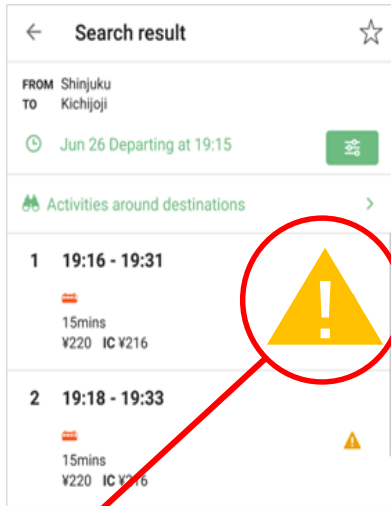 Search result
FROM Shinjuku
TO Kichijoji
Jun 26 Departing at 19:15
Activities around destinations
1 19:16 - 19:31
15mins
¥220 IC ¥216
2 19:18 - 19:33
15mins
¥220 IC